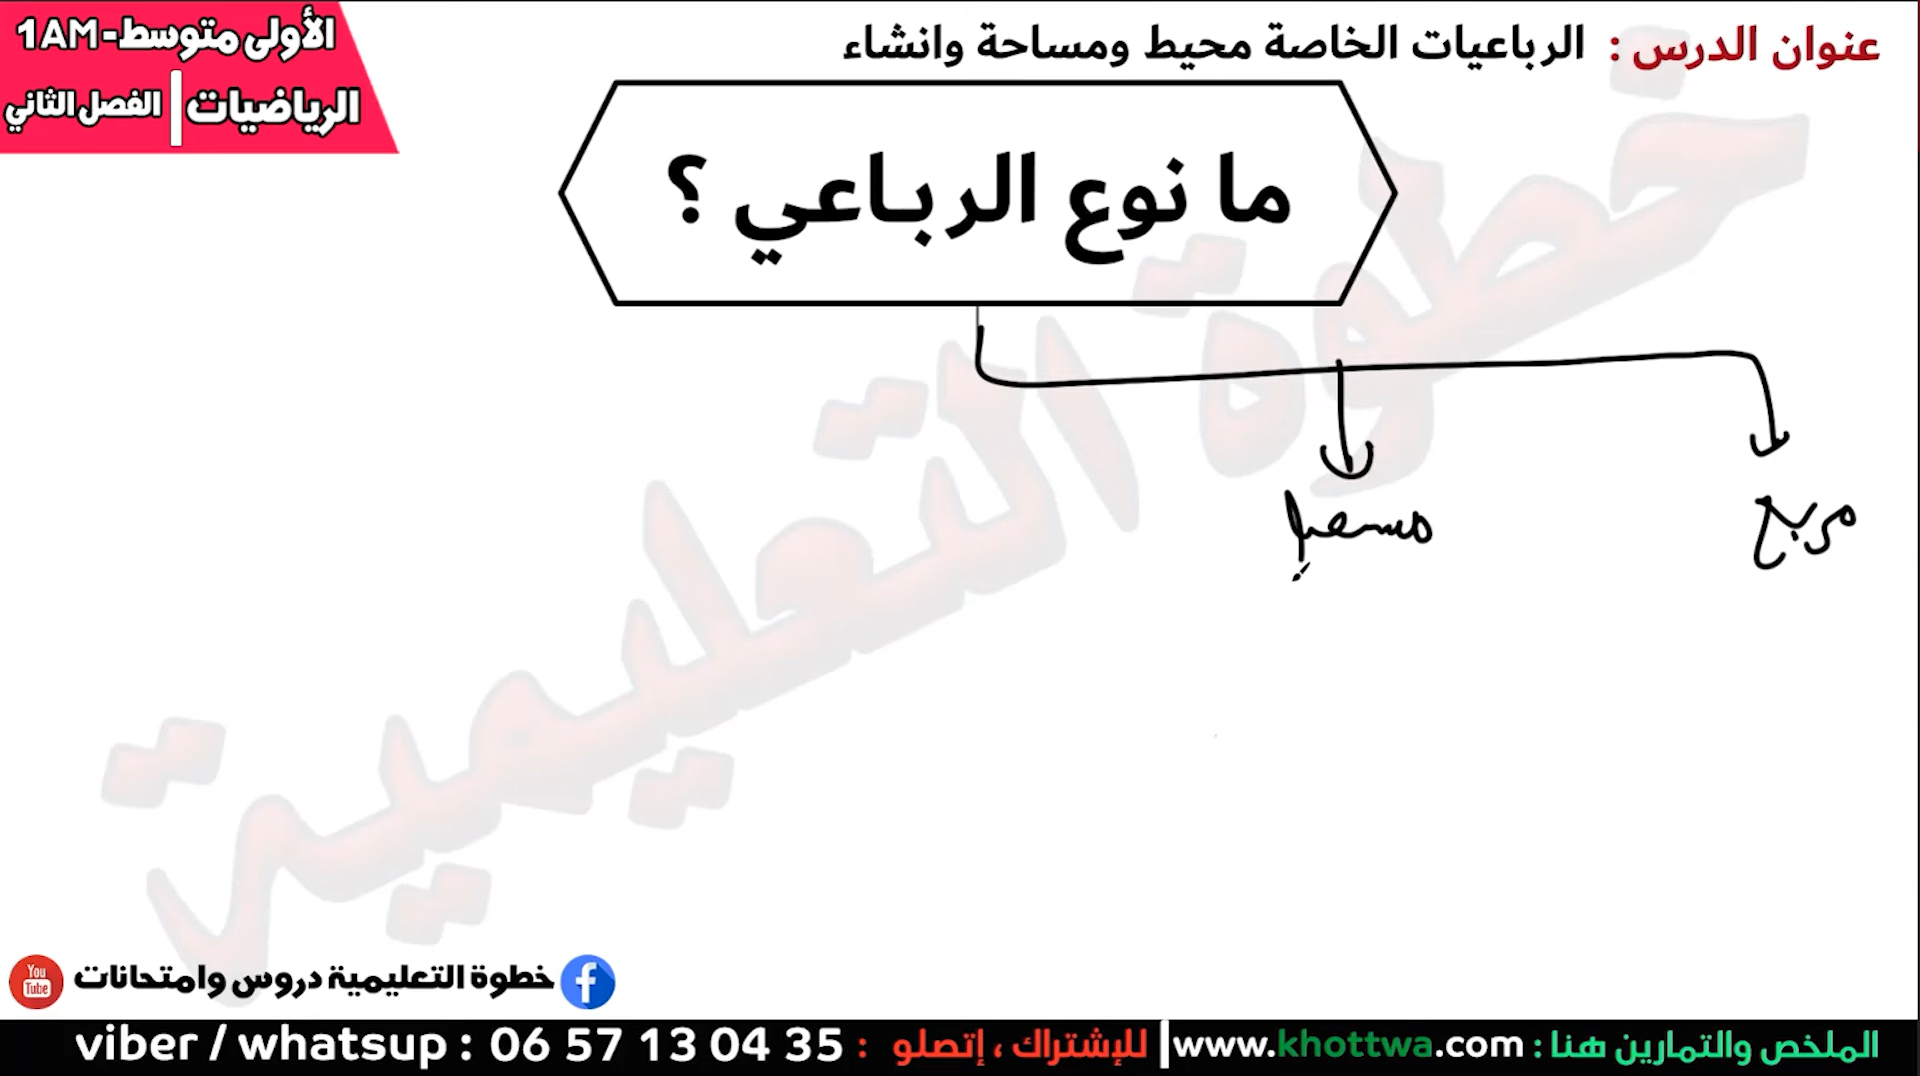 الأولى متوسط-1AM
الرياضيات | الفصل الثاني
عنوان الدرس : الرباعيات الخاصة محيط ومساحة وانشاء
ما نوع الرباعي ؟
مربع
خطوة التعليمية
خطوة التعليمية دروس وامتحانات
You Tube
الملخص والتمارين هنا : www.khottwa.com | للإشتراك ، إتصلو : viber / whatsup : 06 57 13 04 35